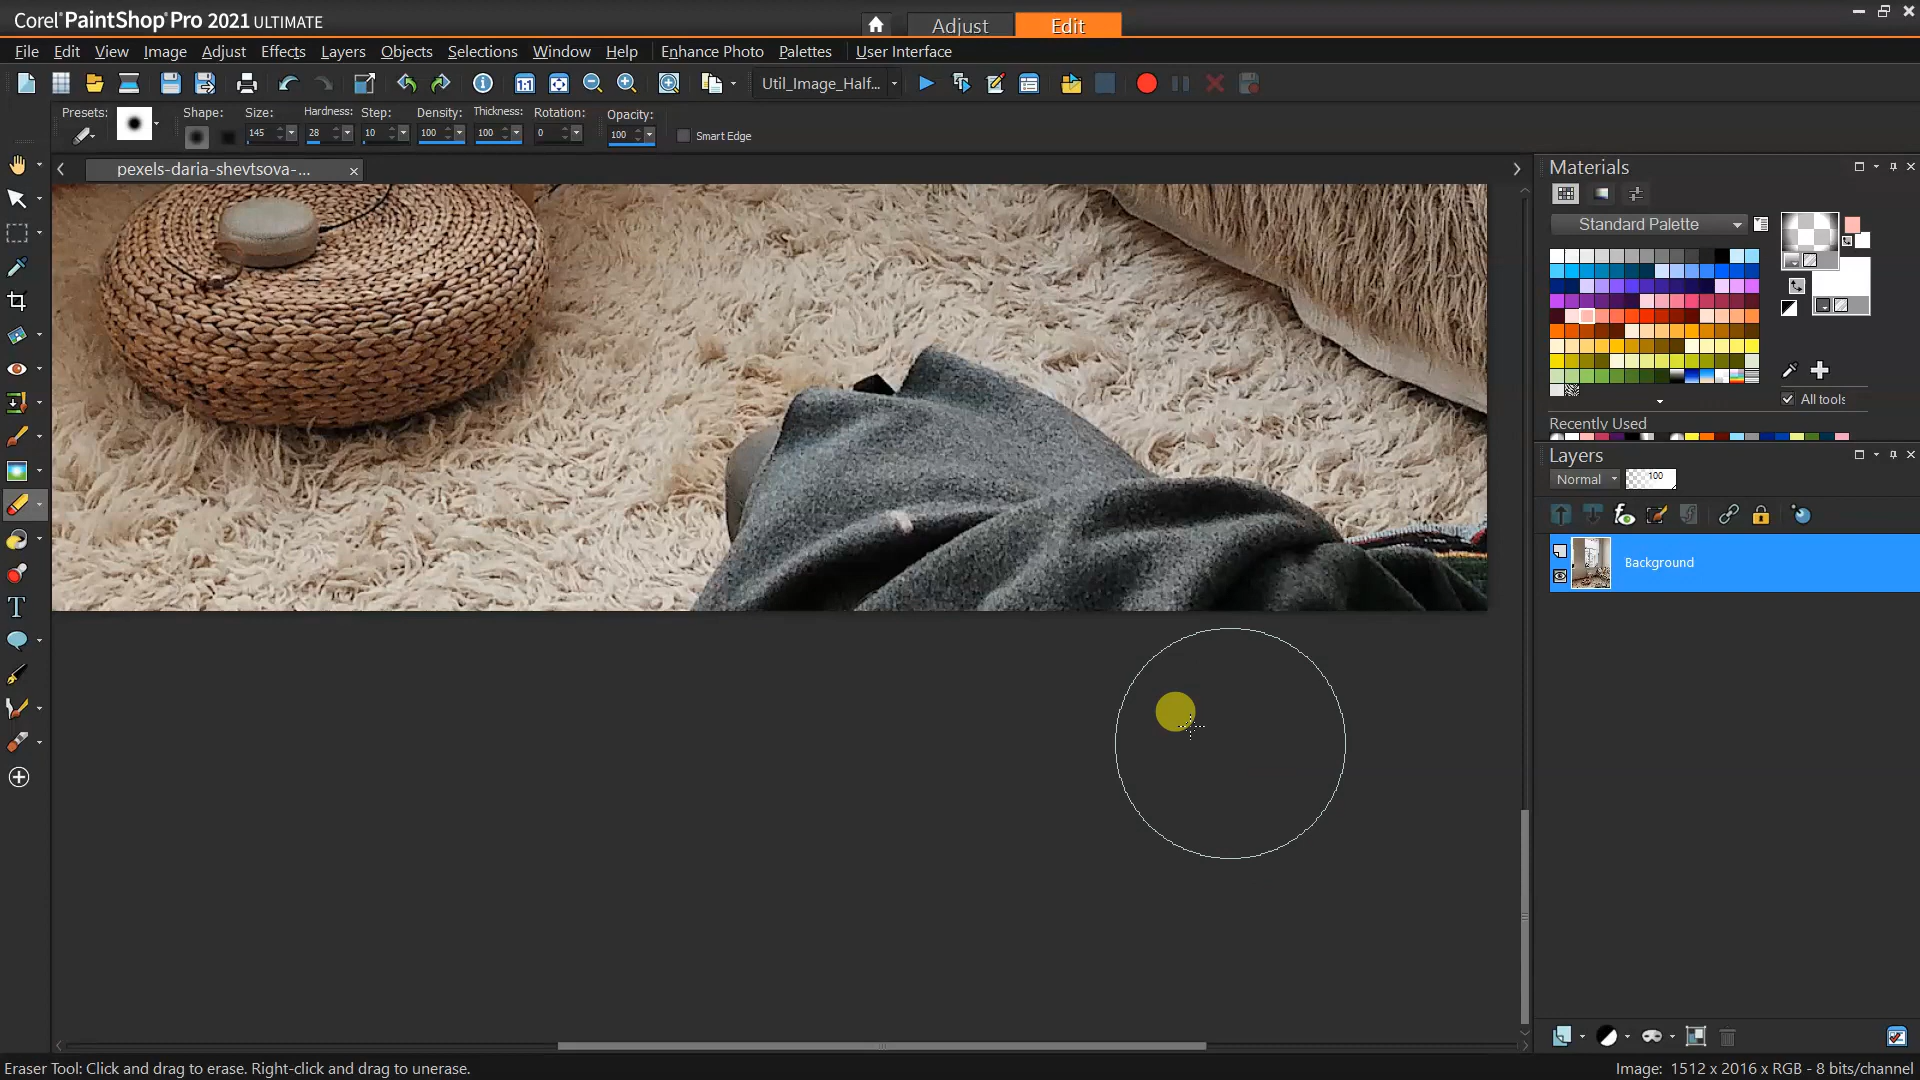 Corel PaintShop Pro 2021 ULTIMATE
Adjust
Edit
File Edit View Image Adjust Effects Layers Objects Selections Window Help Enhance Photo Palettes User Interface
1:1
Util_Image_Half...
Presets:
Shape:
Size:
Hardness:
Step:
Density:
Thickness:
Rotation:
Opacity:
145
28
10
100
100
0
100
Smart Edge
pexels-daria-shevtsova-...
Materials
Standard Palette
All tools
Recently Used
Layers
Normal
100
Background
Eraser Tool: Click and drag to erase. Right-click and drag to unerase.
Image: 1512 x 2016 x RGB - 8 bits/channel